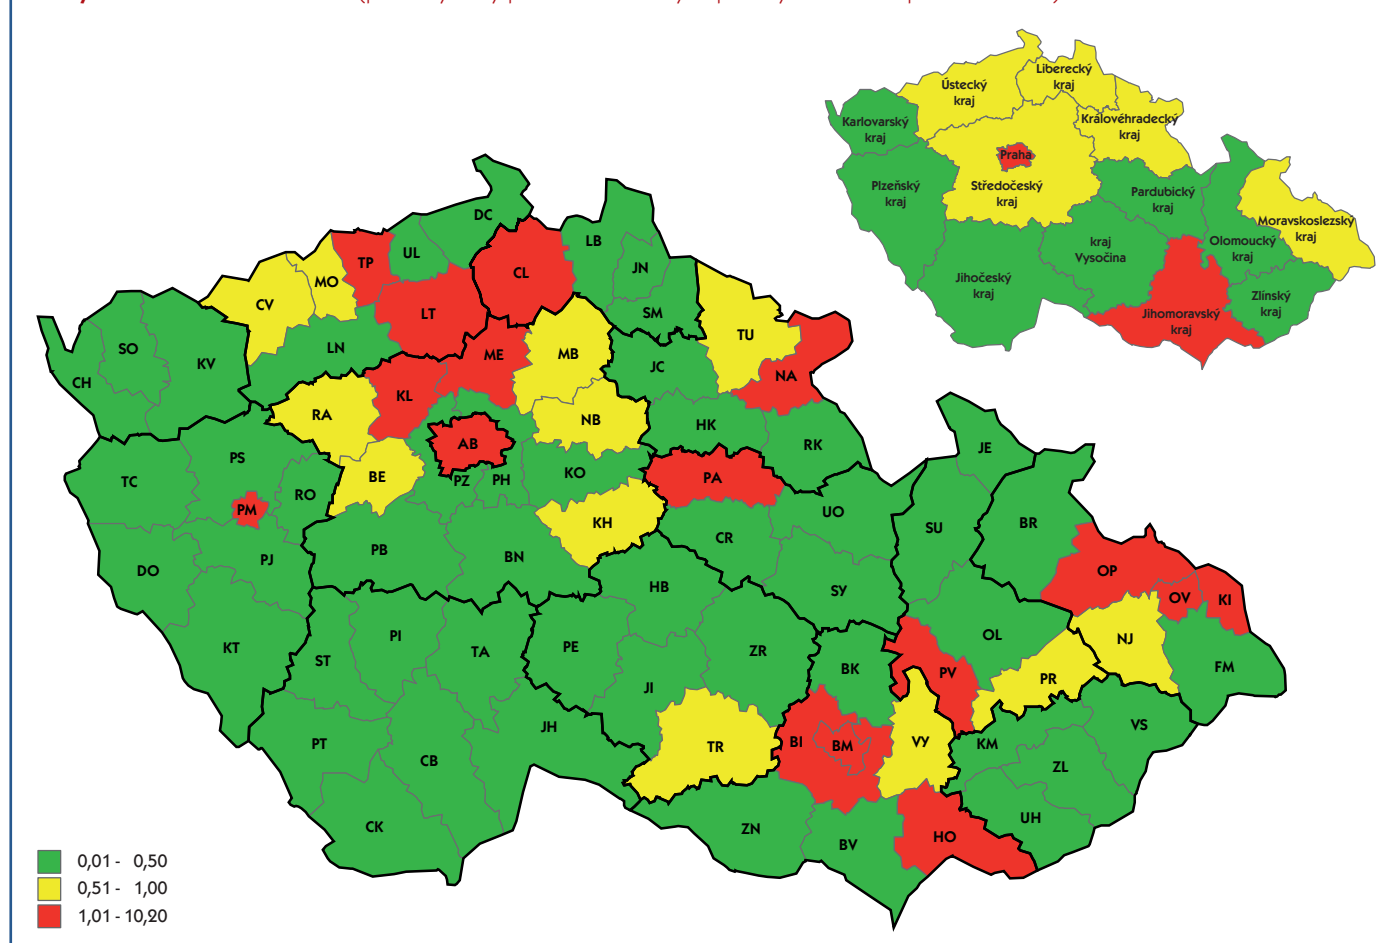 Ústecký
kraj
Liberecký
kraj
Karlovarský
kraj
Královéhradecký
kraj
Praha
Plzeňský
kraj
Středočeský
kraj
Pardubický
kraj
Moravskoslezský
kraj
kraj
Vysočina
Olomoucký
kraj
Jihočeský
kraj
Zlínský
kraj
Jihomoravský
kraj
DC
LB
UL
TP
JN
CL
MO
CV
LT
SM
TU
LN
SO
KV
ME
MB
JC
NA
CH
KL
RA
NB
HK
AB
RK
JE
PS
KO
BE
PA
TC
PZ
PH
RO
PM
KH
UO
BR
SU
CR
PB
BN
PJ
DO
OP
HB
SY
OV
KI
PI
OL
NJ
KT
PE
TA
ZR
ST
BK
FM
PV
PR
JI
JH
VS
PT
BI
BM
VY
KM
TR
CB
ZL
UH
CK
ZN
HO
BV
0,01 - 0,50
0,51 - 1,00
1,01 - 10,20